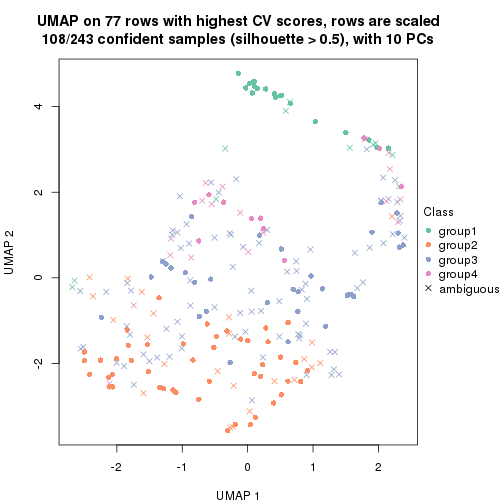 UMAP on 77 rows with highest CV scores, rows are scaled
108/243 confident samples (silhouette > 0.5), with 10 PCs
4
2
0
-2
UMAP 2
-2
-1
0
1
2
UMAP 1
Class
group1
group2
group3
group4
ambiguous